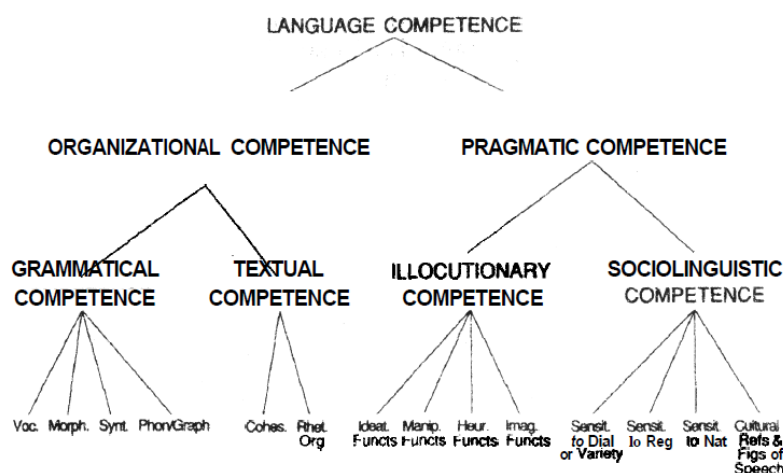 LANGUAGE COMPETENCE
ORGANIZATIONAL COMPETENCE
PRAGMATIC COMPETENCE
GRAMMATICAL
COMPETENCE
TEXTUAL
COMPETENCE
ILLOCUTIONARY
COMPETENCE
SOCIOLINGUISTIC
COMPETENCE
Voc.
Morph.
Synt.
Phon/Graph
Cohes.
Rhet.
Org
Ideat.
Functs
Manip.
Functs
Heur.
Functs
Imag.
Functs
Sensit.
to Dial
or Variety
Sensit.
to Reg
Sensit.
to Nat
Cultural
Refs &
Figs of
Speech